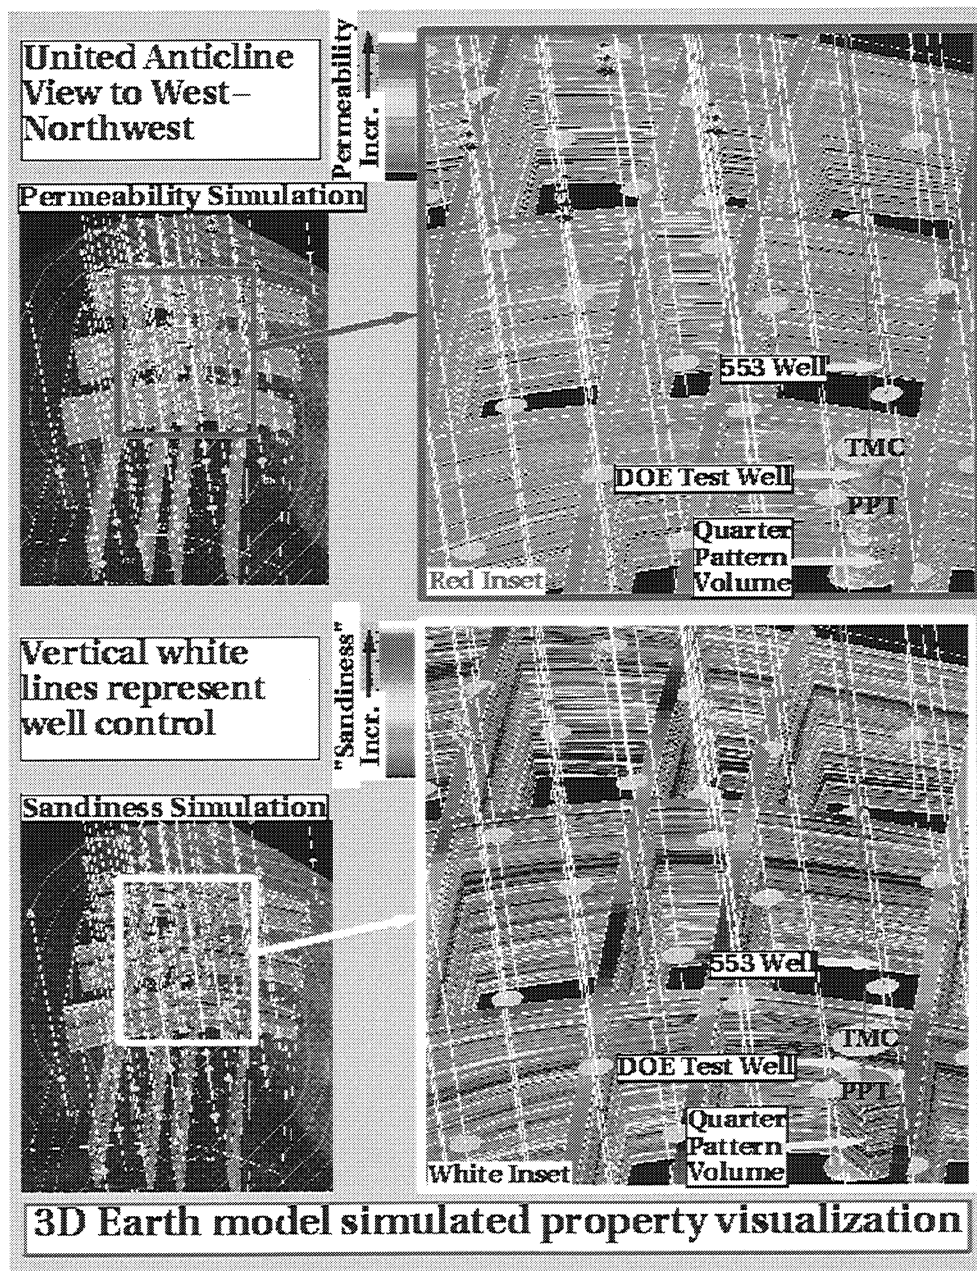 United Anticline
View to West–
Northwest
Permeability
Incr.
Permeability Simulation
553 Well
TMC
DOE Test Well
PPT
Quarter
Pattern
Volume
Red Inset
Vertical white
lines represent
well control
"Sandiness"
Incr.
Sandiness Simulation
553 Well
TMC
DOE Test Well
PPT
Quarter
Pattern
Volume
White Inset
3D Earth model simulated property visualization